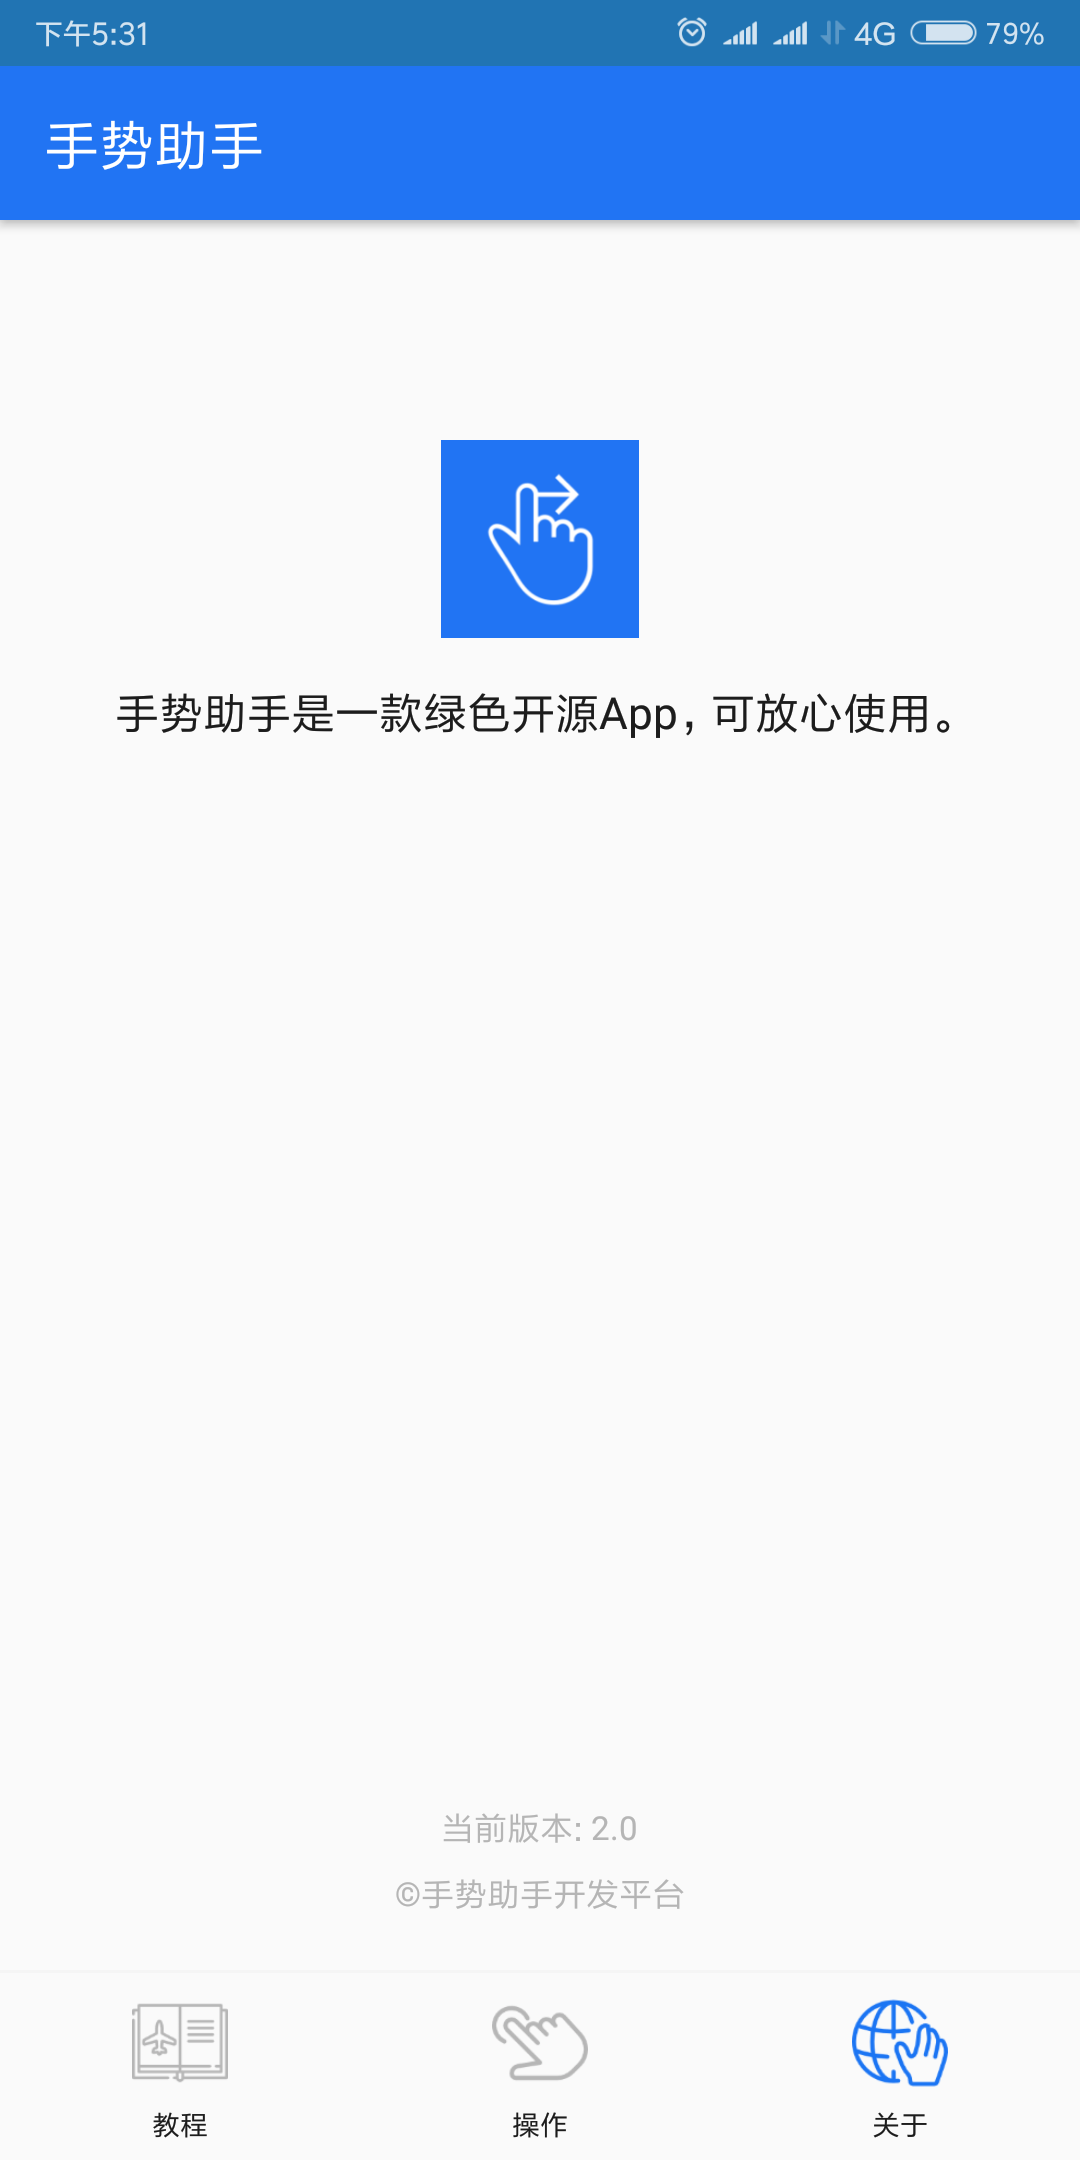 下午5:31
4G 79%
手势助手
手势助手是一款绿色开源App，可放心使用。
当前版本: 2.0
©手势助手开发平台
教程 操作 关于